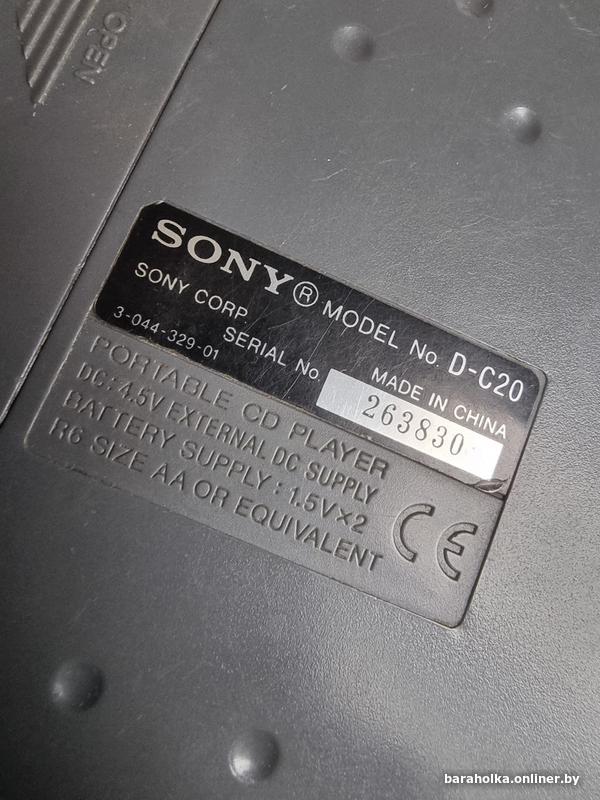 OPEN
SONY® MODEL No. D-C20
SONY CORP MADE IN CHINA
3-044-329-01 SERIAL No. 263830
PORTABLE CD PLAYER
DC:4.5V EXTERNAL DC SUPPLY
BATTERY SUPPLY : 1.5V×2
R6 SIZE AA OR EQUIVALENT
CE
baraholka.onliner.by